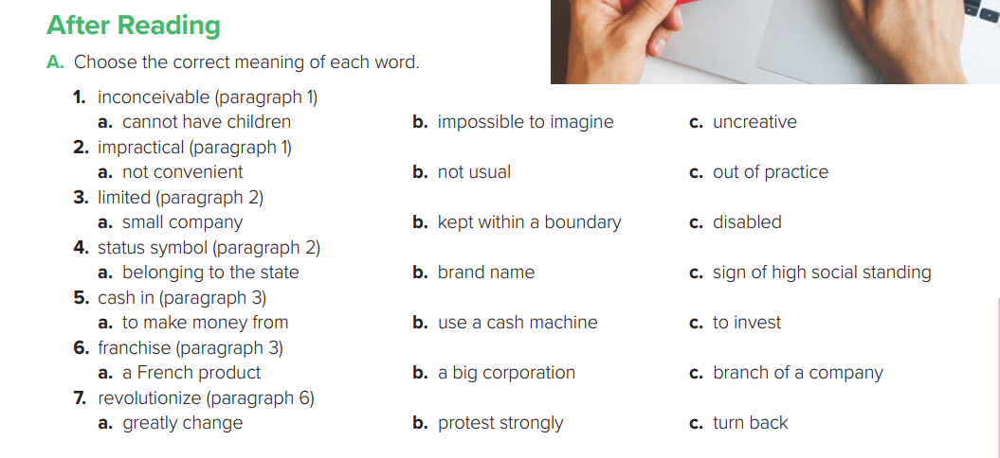 After Reading
A. Choose the correct meaning of each word.
1. inconceivable (paragraph 1)
a. cannot have children b. impossible to imagine c. uncreative
2. impractical (paragraph 1)
a. not convenient b. not usual c. out of practice
3. limited (paragraph 2)
a. small company b. kept within a boundary c. disabled
4. status symbol (paragraph 2)
a. belonging to the state b. brand name c. sign of high social standing
5. cash in (paragraph 3)
a. to make money from b. use a cash machine c. to invest
6. franchise (paragraph 3)
a. a French product b. a big corporation c. branch of a company
7. revolutionize (paragraph 6)
a. greatly change b. protest strongly c. turn back